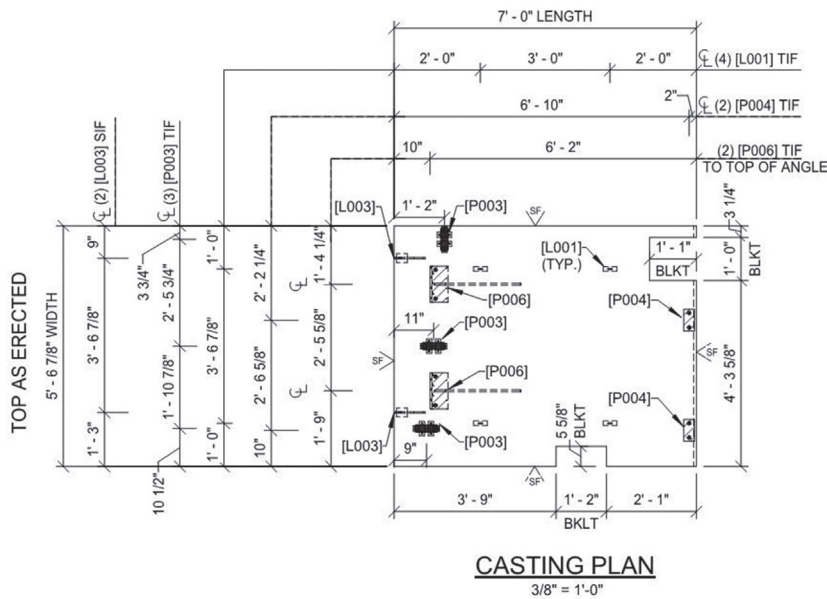 7' - 0" LENGTH
2' - 0"
3' - 0"
2' - 0"
℄ (4) [L001] TIF
6' - 10"
2"
℄ (2) [P004] TIF
10"
6' - 2"
(2) [P006] TIF
TO TOP OF ANGLE
℄ (2) [L003] SIF
℄ (3) [P003] TIF
TOP AS ERECTED
5' - 6 7/8" WIDTH
9"
3' - 6 7/8"
1' - 3"
3 3/4"
2' - 5 3/4"
1' - 10 7/8"
10 1/2"
1' - 0"
3' - 6 7/8"
1' - 0"
2' - 2 1/4"
2' - 6 5/8"
10"
℄
℄
1' - 4 1/4"
2' - 5 5/8"
1' - 9"
[L003]
1' - 2"
[P003]
SF
[L001]
(TYP.)
1' - 1"
BLKT
3 1/4"
1' - 0"
BLKT
[P006]
[P004]
11"
[P003]
SF
SF
[P006]
4' - 3 5/8"
[P004]
[L003]
[P003]
9"
5 5/8"
BLKT
SF
3' - 9"
1' - 2"
2' - 1"
BKLT
CASTING PLAN
3/8" = 1'-0"